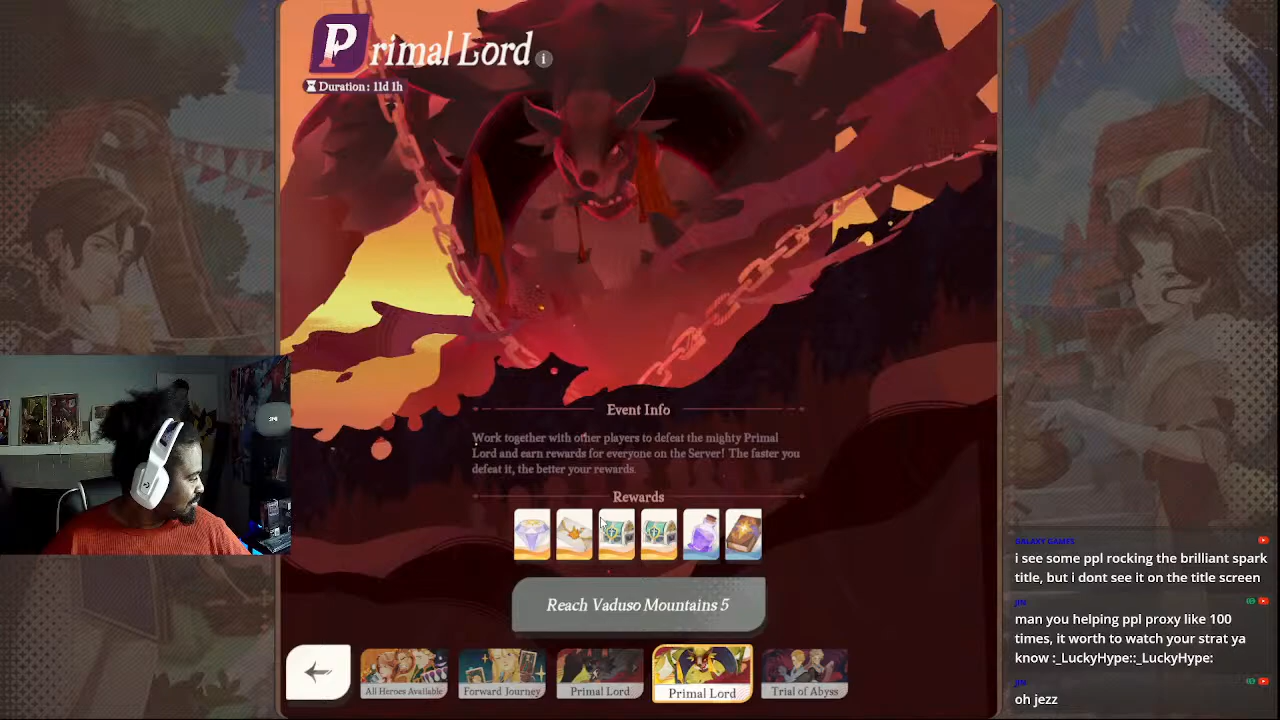 Primal Lord i
Duration: 11d 1h
Event Info
Work together with other players to defeat the mighty Primal
Lord and earn rewards for everyone on the Server! The faster you
defeat it, the better your rewards.
Rewards
Reach Vaduso Mountains 5
All Heroes Available
Forward Journey
Primal Lord
Primal Lord
Trial of Abyss
GALAXY GAMES
i see some ppl rocking the brilliant spark
title, but i dont see it on the title screen
JIN
man you helping ppl proxy like 100
times, it worth to watch your strat ya
know :_LuckyHype::_LuckyHype:
JIN
oh jezz